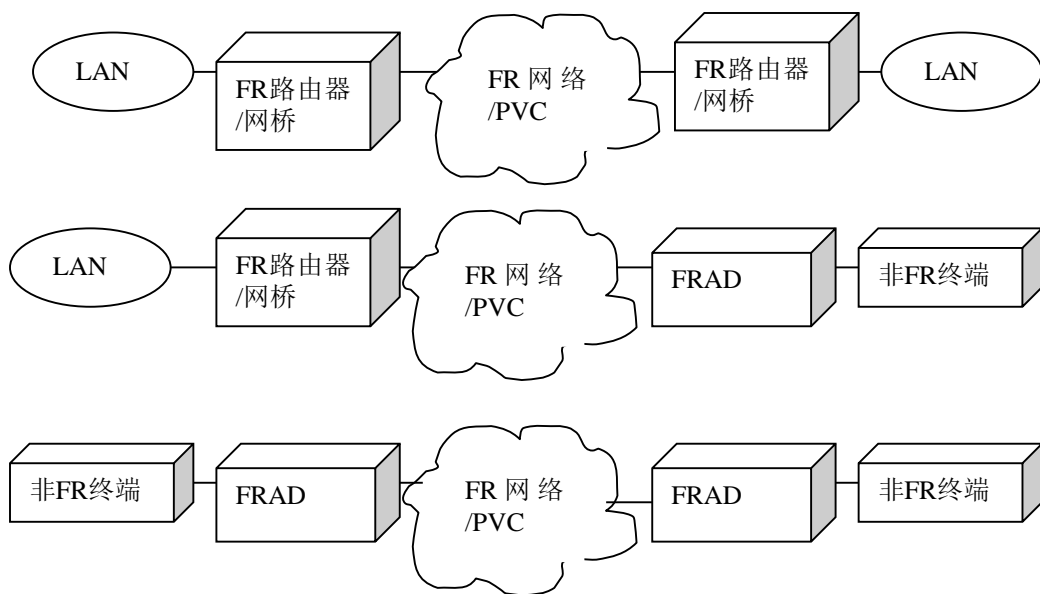 LAN
FR路由器
/网桥
FR 网 络
/PVC
FR路由器
/网桥
LAN
LAN
FR路由器
/网桥
FR 网 络
/PVC
FRAD
非FR终端
非FR终端
FRAD
FR 网 络
/PVC
FRAD
非FR终端